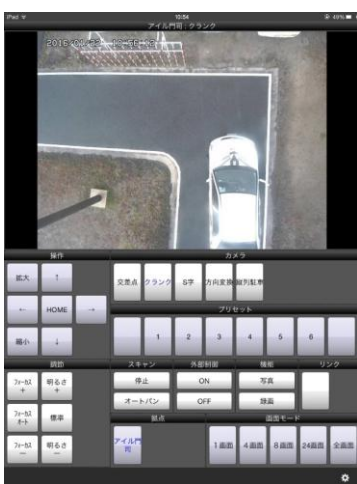 iPad
10:54
49%
アイル門司:クランク
操作
カメラ
拡大
↑
交差点
クランク
S字
方向変換
縦列駐車
←
HOME
→
プリセット
縮小
↓
1
2
3
4
5
6
調節
スキャン
外部制御
機能
リンク
フォーカス
+
明るさ
+
停止
ON
写真
フォーカス
オート
標準
オートパン
OFF
録画
フォーカス
ー
明るさ
ー
拠点
画面モード
アイル門
司
1画面
4画面
8画面
24画面
全画面